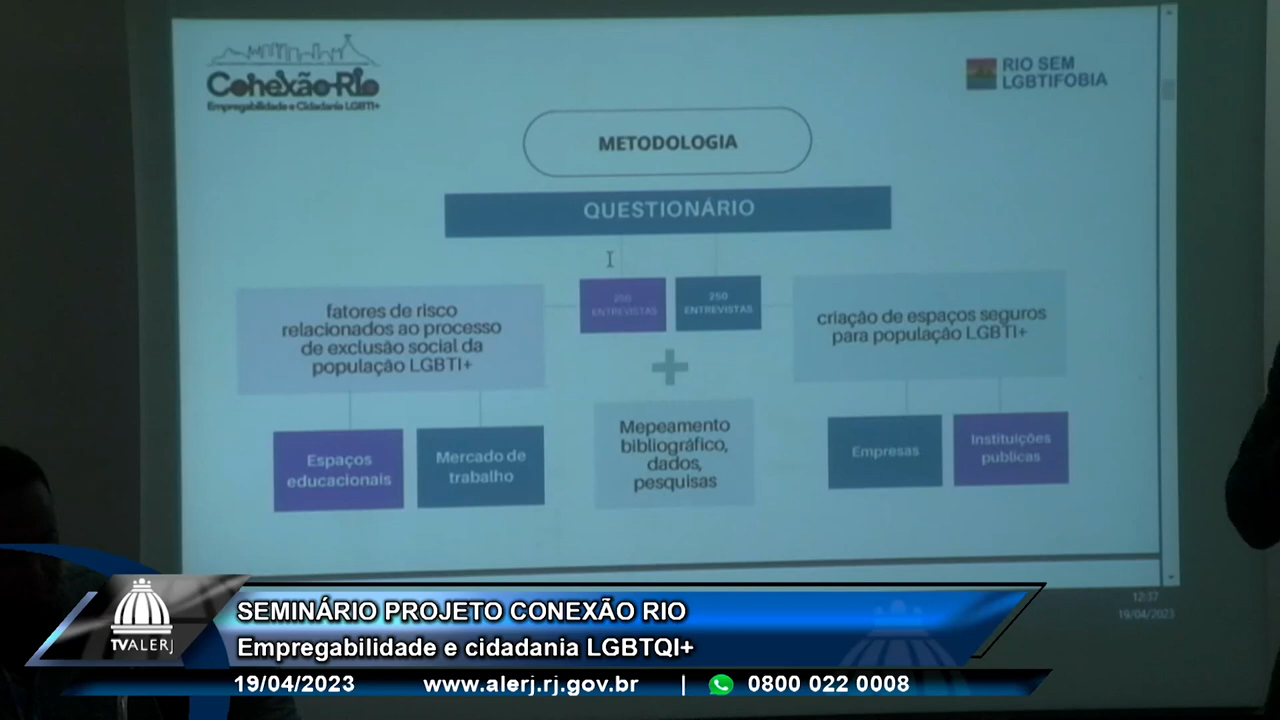 Conexão Rio
Empregabilidade e Cidadania LGBTI+
RIO SEM
LGBTIFOBIA
METODOLOGIA
QUESTIONÁRIO
250
ENTREVISTAS
250
ENTREVISTAS
fatores de risco
relacionados ao processo
de exclusão social da
população LGBTI+
criação de espaços seguros
para população LGBTI+
+
Espaços
educacionais
Mercado de
trabalho
Mepeamento
bibliográfico,
dados,
pesquisas
Empresas
Instituições
publicas
12:37
19/04/2023
TVALERJ
SEMINÁRIO PROJETO CONEXÃO RIO
Empregabilidade e cidadania LGBTQI+
19/04/2023 www.alerj.rj.gov.br | 0800 022 0008